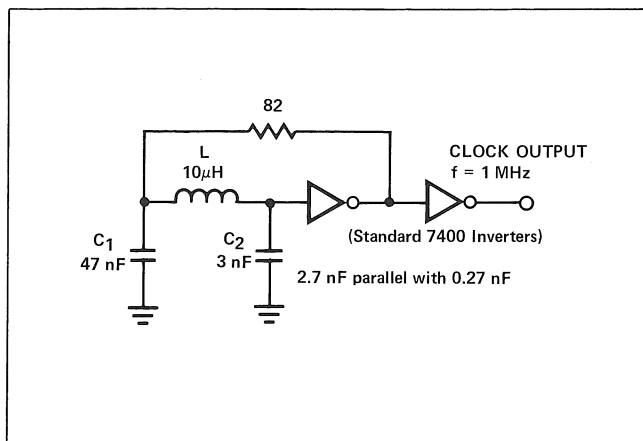 82
L
10μH
CLOCK OUTPUT
f = 1 MHz
C1
47 nF
C2
3 nF
(Standard 7400 Inverters)
2.7 nF parallel with 0.27 nF